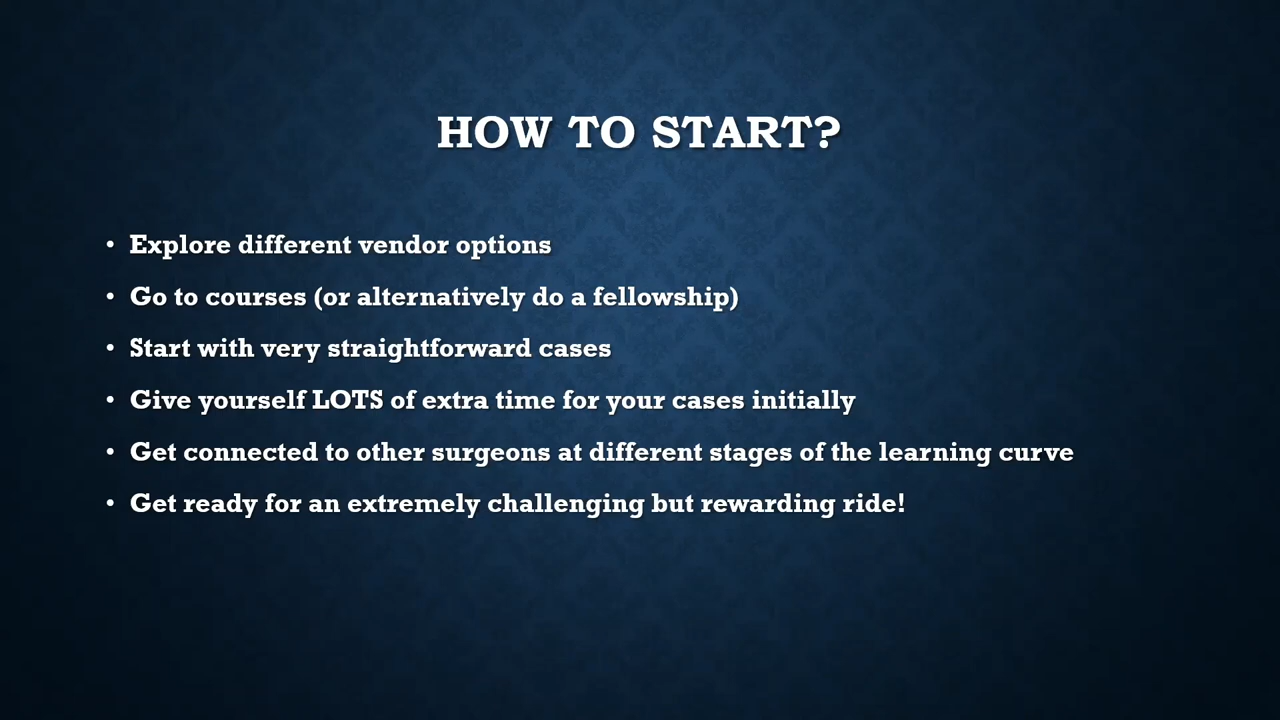 HOW TO START?
• Explore different vendor options
• Go to courses (or alternatively do a fellowship)
• Start with very straightforward cases
• Give yourself LOTS of extra time for your cases initially
• Get connected to other surgeons at different stages of the learning curve
• Get ready for an extremely challenging but rewarding ride!